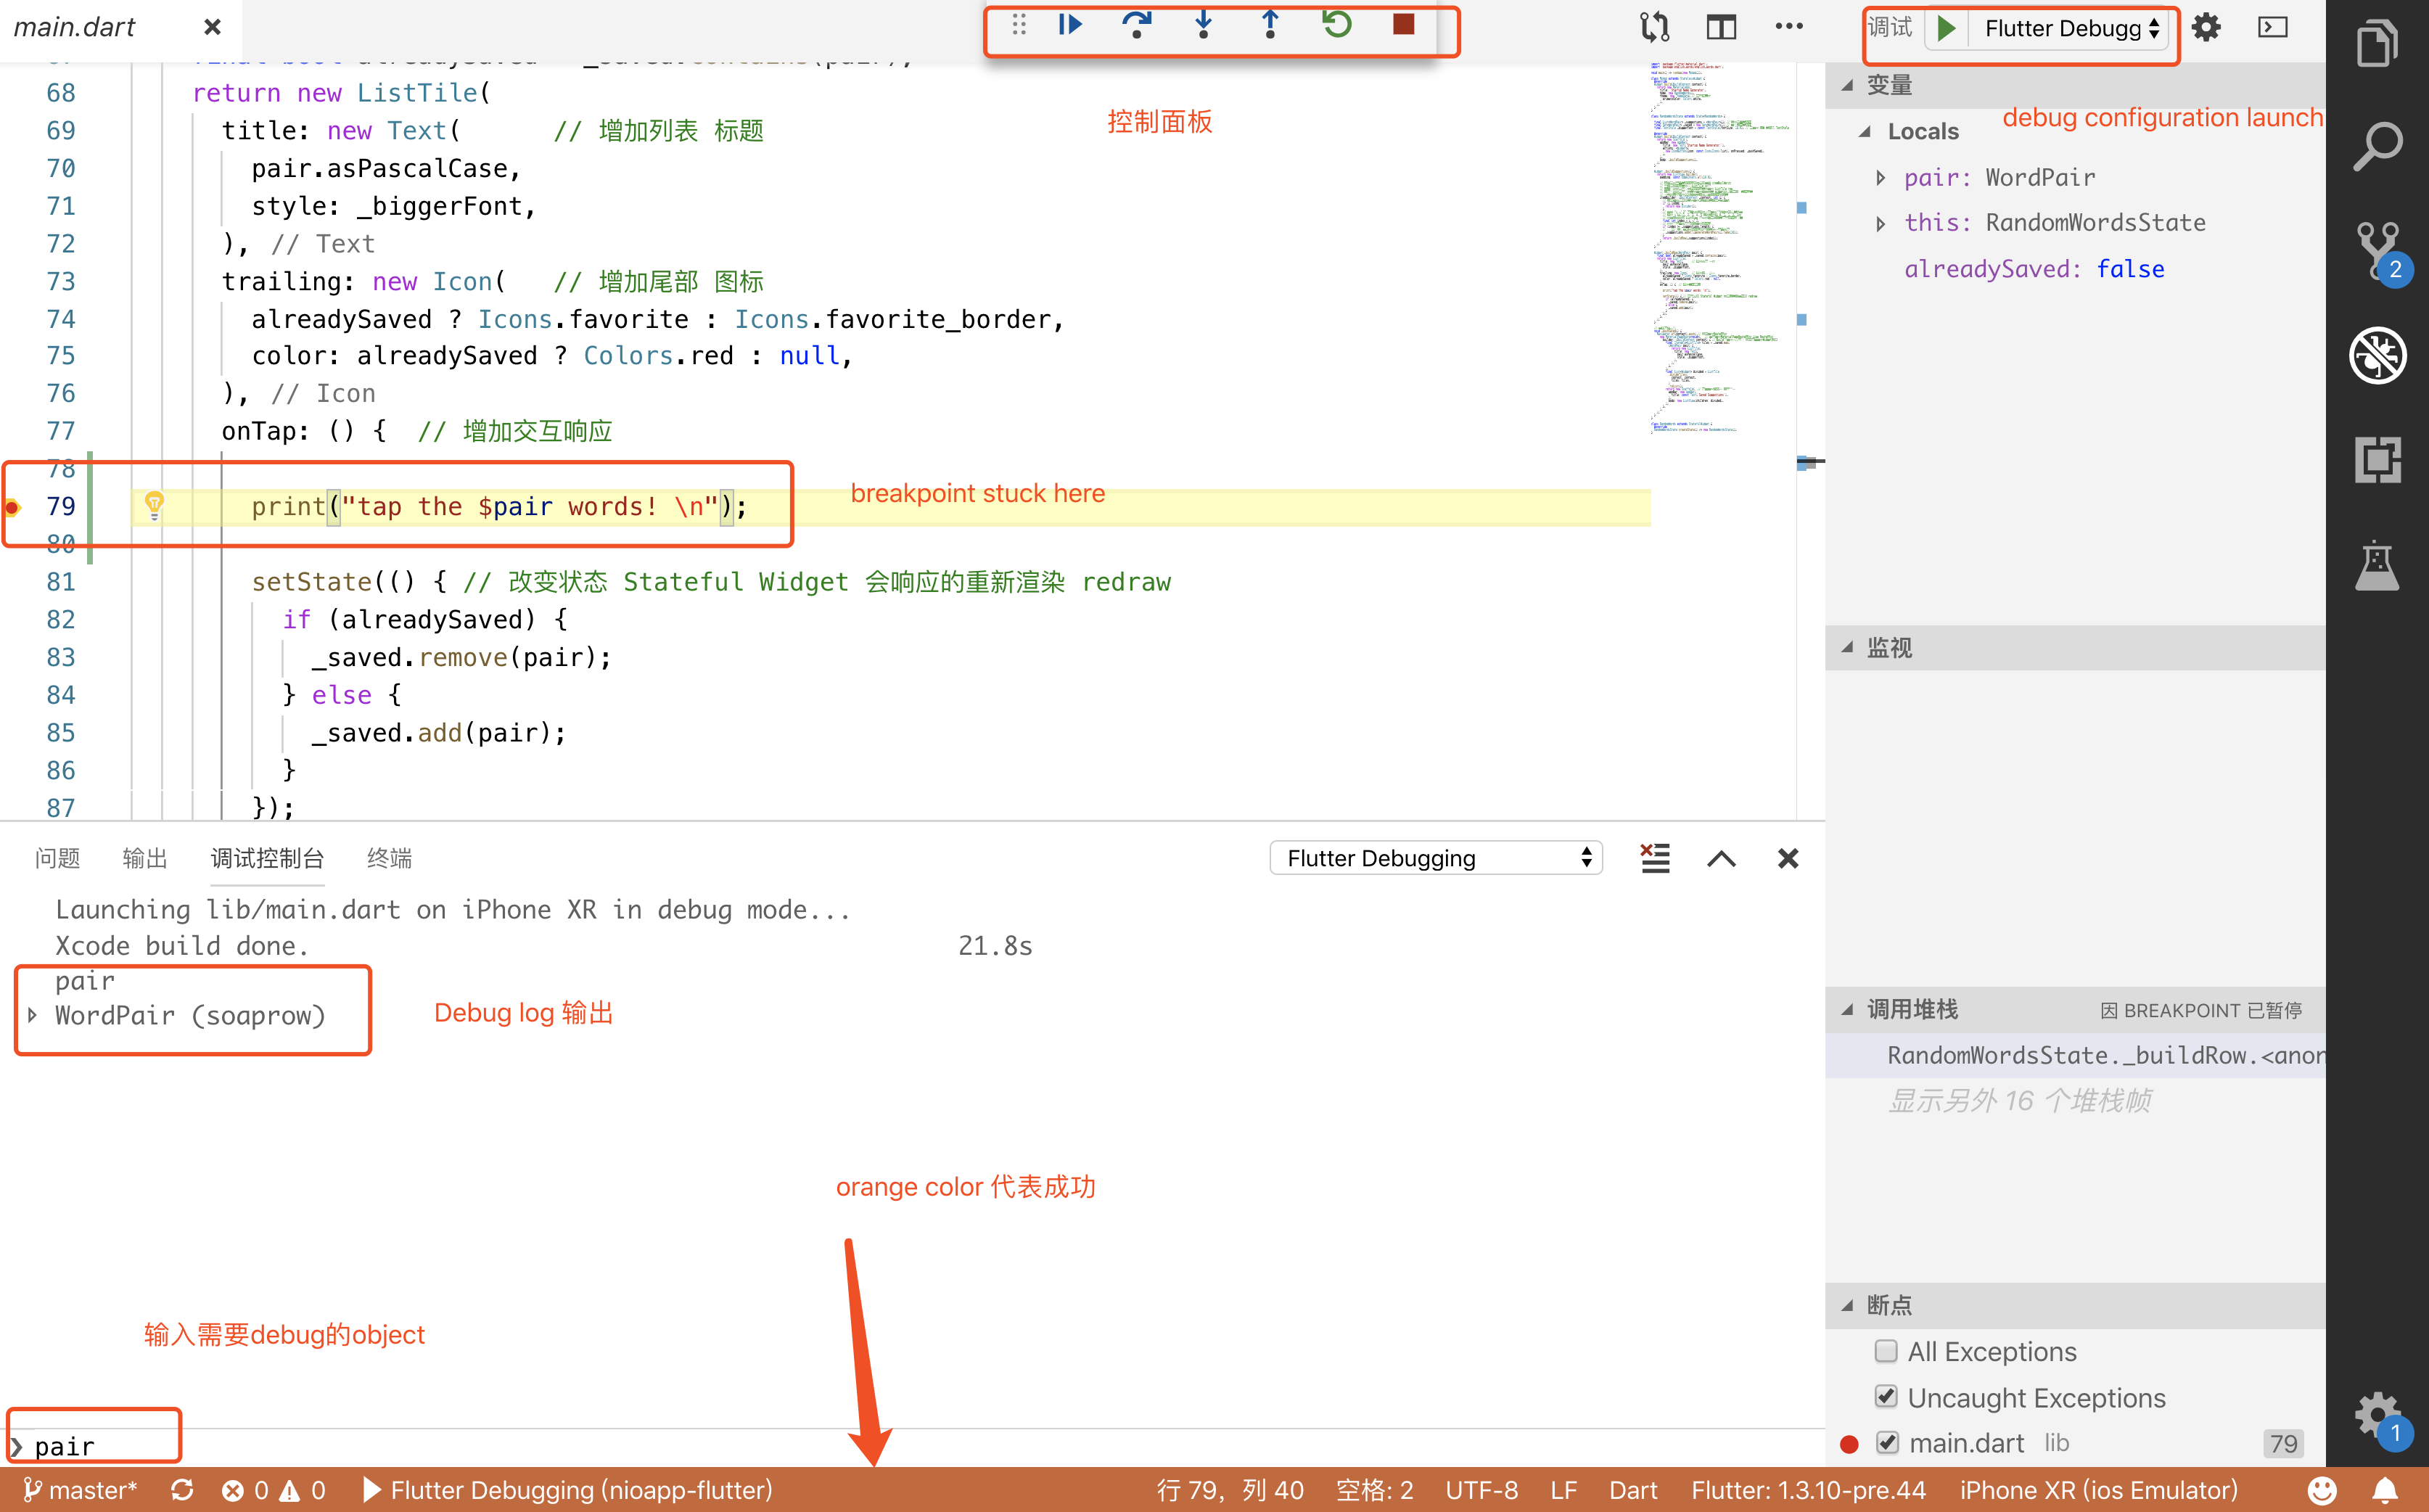 main.dart
调试
Flutter Debugg
控制面板
68 return new ListTile(
69 title: new Text( // 增加列表 标题
70 pair.asPascalCase,
71 style: _biggerFont,
72 ), // Text
73 trailing: new Icon( // 增加尾部 图标
74 alreadySaved ? Icons.favorite : Icons.favorite_border,
75 color: alreadySaved ? Colors.red : null,
76 ), // Icon
77 onTap: () { // 增加交互响应
78
79 print("tap the $pair words! \n");
breakpoint stuck here
80
81 setState(() { // 改变状态 Stateful Widget 会响应的重新渲染 redraw
82 if (alreadySaved) {
83 _saved.remove(pair);
84 } else {
85 _saved.add(pair);
86 }
87 });
变量
debug configuration launch
Locals
pair: WordPair
this: RandomWordsState
alreadySaved: false
监视
调用堆栈
因 BREAKPOINT 已暂停
RandomWordsState._buildRow.<anon
显示另外 16 个堆栈帧
断点
All Exceptions
Uncaught Exceptions
main.dart lib 79
2
1
问题 输出 调试控制台 终端
Flutter Debugging
Launching lib/main.dart on iPhone XR in debug mode...
Xcode build done. 21.8s
pair
WordPair (soaprow)
Debug log 输出
orange color 代表成功
输入需要debug的object
pair
master* 0 0 Flutter Debugging (nioapp-flutter) 行 79，列 40 空格: 2 UTF-8 LF Dart Flutter: 1.3.10-pre.44 iPhone XR (ios Emulator)